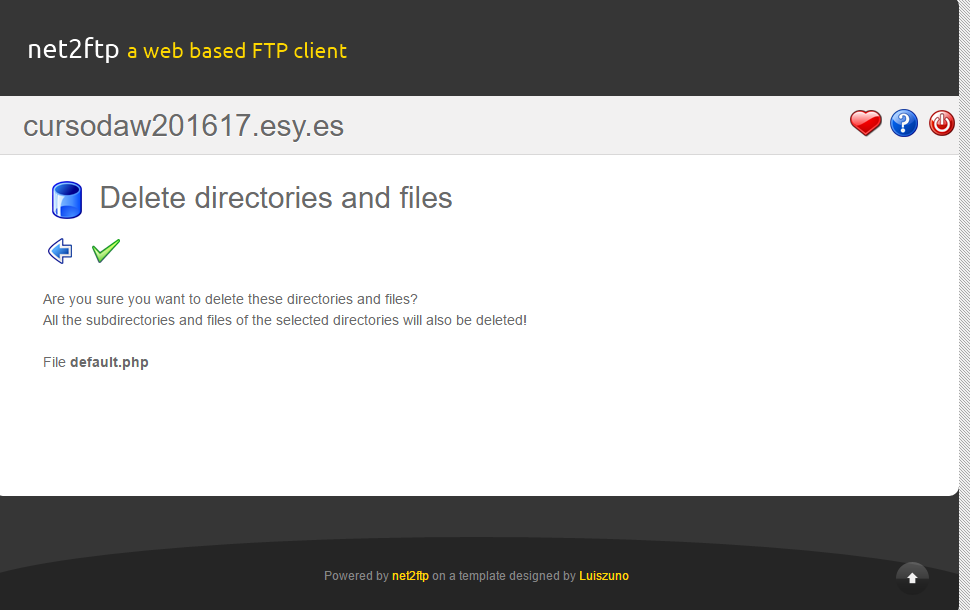 net2ftp a web based FTP client
cursodaw201617.esy.es
Delete directories and files
Are you sure you want to delete these directories and files?
All the subdirectories and files of the selected directories will also be deleted!
File default.php
Powered by net2ftp on a template designed by Luiszuno